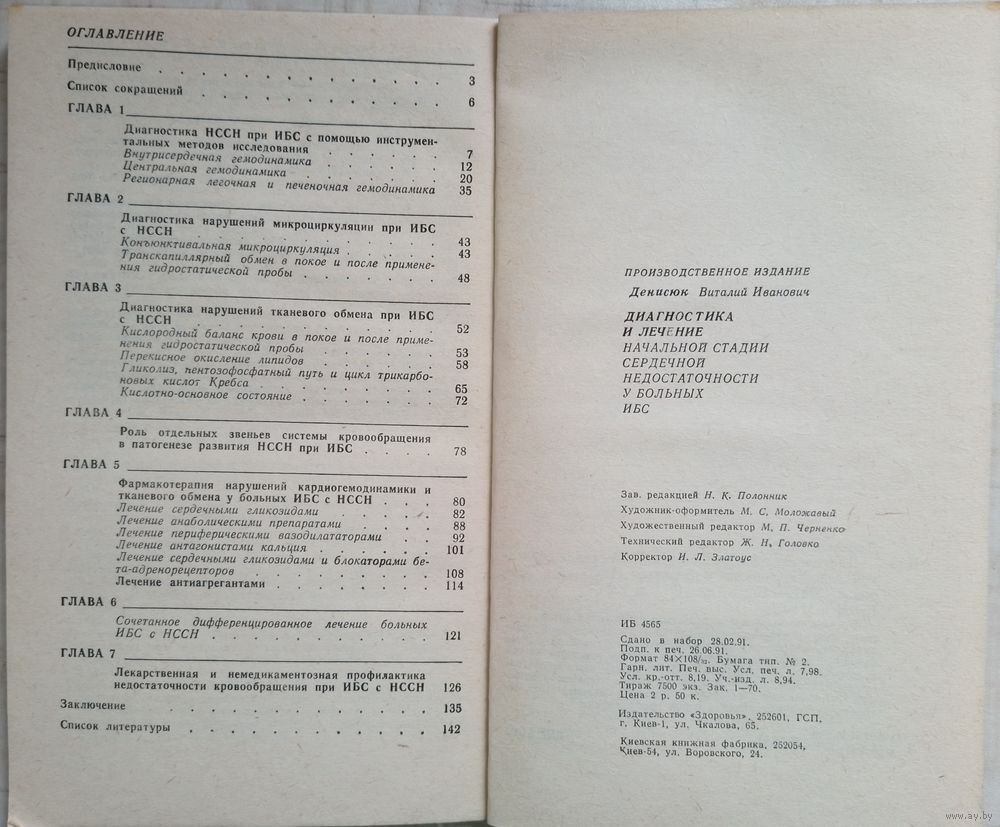 ОГЛАВЛЕНИЕ
Предисловие . . . . . . . . . . . . . 3
Список сокращений . . . . . . . . . . . 6
ГЛАВА 1
Диагностика НССН при ИБС с помощью инструмен-
тальных методов исследования . . . . . . 7
Внутрисердечная гемодинамика . . . . . . 12
Центральная гемодинамика . . . . . . . 20
Регионарная легочная и печеночная гемодинамика 35
ГЛАВА 2
Диагностика нарушений микроциркуляции при ИБС
с НССН . . . . . . . . . . . . 43
Конъюнктивальная микроциркуляция . . . . . 43
Транскапиллярный обмен в покое и после примене-
ния гидростатической пробы . . . . . . . 48
ГЛАВА 3
Диагностика нарушений тканевого обмена при ИБС
с НССН . . . . . . . . . . . . 52
Кислородный баланс крови в покое и после приме-
нения гидростатической пробы . . . . . . 53
Перекисное окисление липидов . . . . . . 58
Гликолиз, пентозофосфатный путь и цикл трикарбо-
новых кислот Кребса . . . . . . . . . 65
Кислотно-основное состояние . . . . . . . 72
ГЛАВА 4
Роль отдельных звеньев системы кровообращения
в патогенезе развития НССН при ИБС . . . . 78
ГЛАВА 5
Фармакотерапия нарушений кардиогемодинамики и
тканевого обмена у больных ИБС с НССН . . . 80
Лечение сердечными гликозидами . . . . . 82
Лечение анаболическими препаратами . . . . 88
Лечение периферическими вазодилататорами . . 92
Лечение антагонистами кальция . . . . . . 101
Лечение сердечными гликозидами и блокаторами бе-
та-адренорецепторов . . . . . . . . . 108
Лечение антиагрегантами . . . . . . . . 114
ГЛАВА 6
Сочетанное дифференцированное лечение больных
ИБС с НССН . . . . . . . . . . . 121
ГЛАВА 7
Лекарственная и немедикаментозная профилактика
недостаточности кровообращения при ИБС с НССН 126
Заключение . . . . . . . . . . . . . 135
Список литературы . . . . . . . . . . . 142
ПРОИЗВОДСТВЕННОЕ ИЗДАНИЕ
Денисюк Виталий Иванович
ДИАГНОСТИКА
И ЛЕЧЕНИЕ
НАЧАЛЬНОЙ СТАДИИ
СЕРДЕЧНОЙ
НЕДОСТАТОЧНОСТИ
У БОЛЬНЫХ
ИБС
Зав. редакцией Н. К. Полонник
Художник-оформитель М. С. Моложавый
Художественный редактор М. П. Черненко
Технический редактор Ж. Н. Головко
Корректор И. Л. Златоус
ИБ 4565
Сдано в набор 28.02.91.
Подп. к печ. 26.06.91.
Формат 84×108/32. Бумага тип. № 2.
Гарн. лит. Печ. выс. Усл. печ. л. 7,98.
Усл. кр.-отт. 8,19. Уч.-изд. л. 8,94.
Тираж 7500 экз. Зак. 1—70.
Цена 2 р. 50 к.
Издательство «Здоровья», 252601, ГСП,
г. Киев-1, ул. Чкалова, 65.
Киевская книжная фабрика, 252054,
Киев-54, ул. Воровского, 24.
www.ay.by